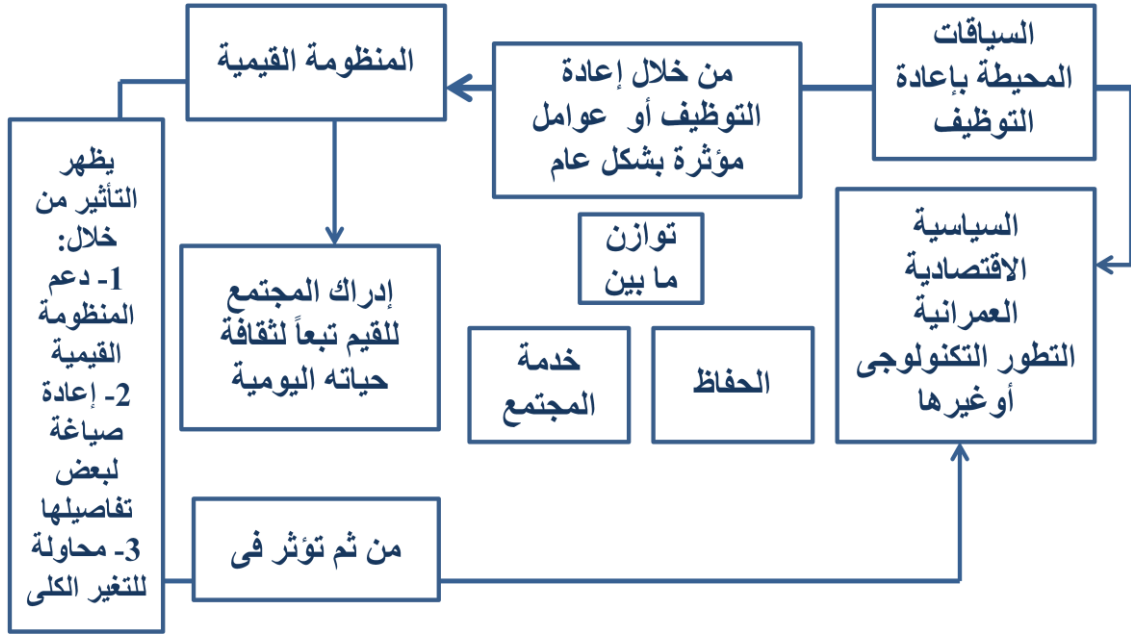 السياقات
المحيطة بإعادة
التوظيف
من خلال إعادة
التوظيف أو عوامل
مؤثرة بشكل عام
المنظومة القيمية
يظهر
التأثير من
خلال:
1- دعم
المنظومة
القيمية
2- إعادة
صياغة
لبعض
تفاصيلها
3- محاولة
للتغير الكلى
السياسية
الاقتصادية
العمرانية
التطور التكنولوجى
أوغيرها
توازن
ما بين
إدراك المجتمع
للقيم تبعاً لثقافة
حياته اليومية
الحفاظ
خدمة
المجتمع
من ثم تؤثر فى